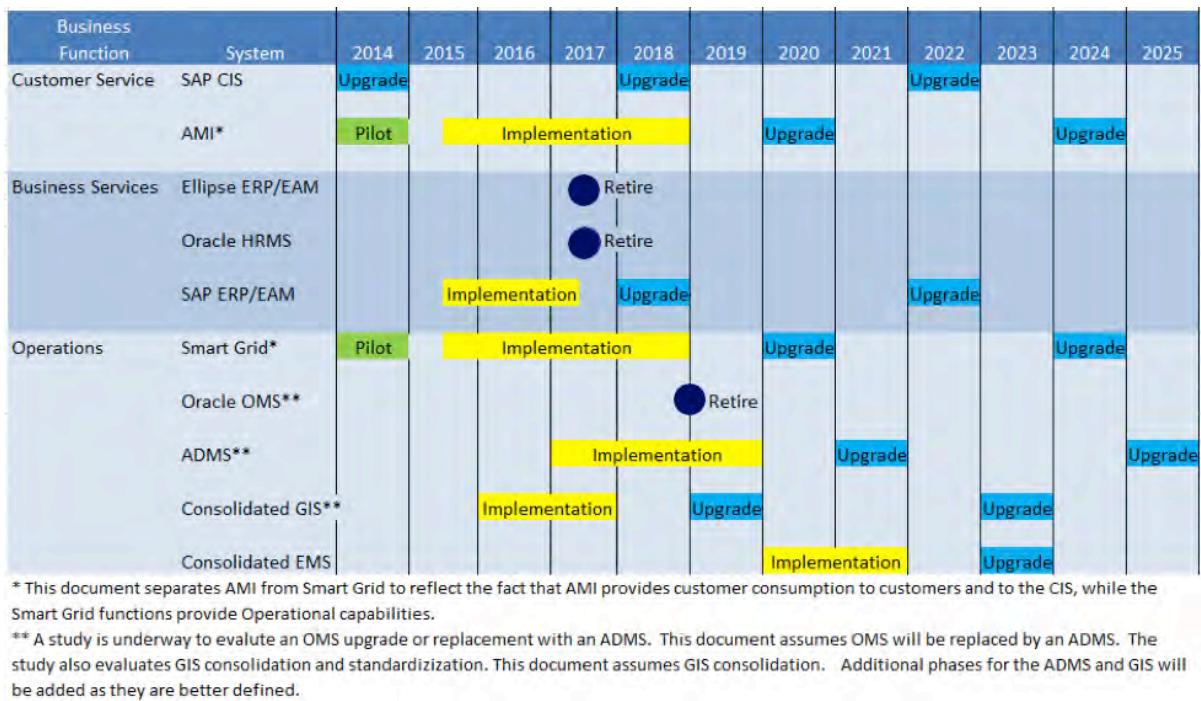 Business
Function System 2014 2015 2016 2017 2018 2019 2020 2021 2022 2023 2024 2025
Customer Service SAP CIS Upgrade Upgrade Upgrade
AMI* Pilot Implementation Upgrade Upgrade
Business Services Ellipse ERP/EAM Retire
Oracle HRMS Retire
SAP ERP/EAM Implementation Upgrade Upgrade
Operations Smart Grid* Pilot Implementation Upgrade Upgrade
Oracle OMS** Retire
ADMS** Implementation Upgrade Upgrade
Consolidated GIS** Implementation Upgrade Upgrade
Consolidated EMS Implementation Upgrade
* This document separates AMI from Smart Grid to reflect the fact that AMI provides customer consumption to customers and to the CIS, while the
Smart Grid functions provide Operational capabilities.
** A study is underway to evalute an OMS upgrade or replacement with an ADMS. This document assumes OMS will be replaced by an ADMS. The
study also evaluates GIS consolidation and standardizization. This document assumes GIS consolidation. Additional phases for the ADMS and GIS will
be added as they are better defined.